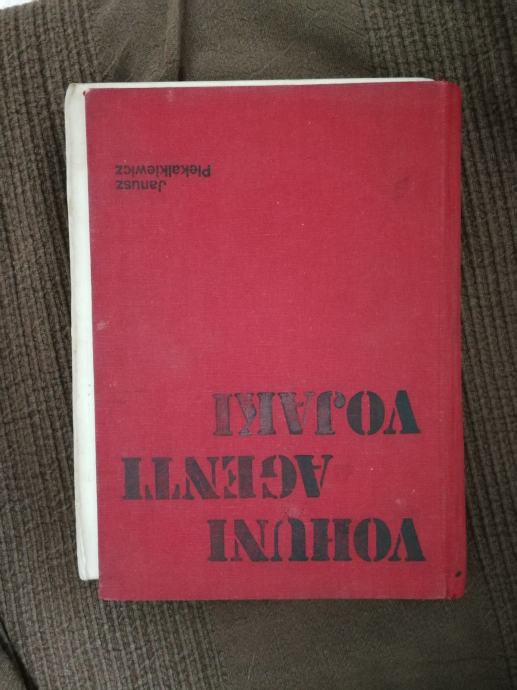 VOHUNI
AGENTI
VOJAKI
Janusz
Piekalkiewicz